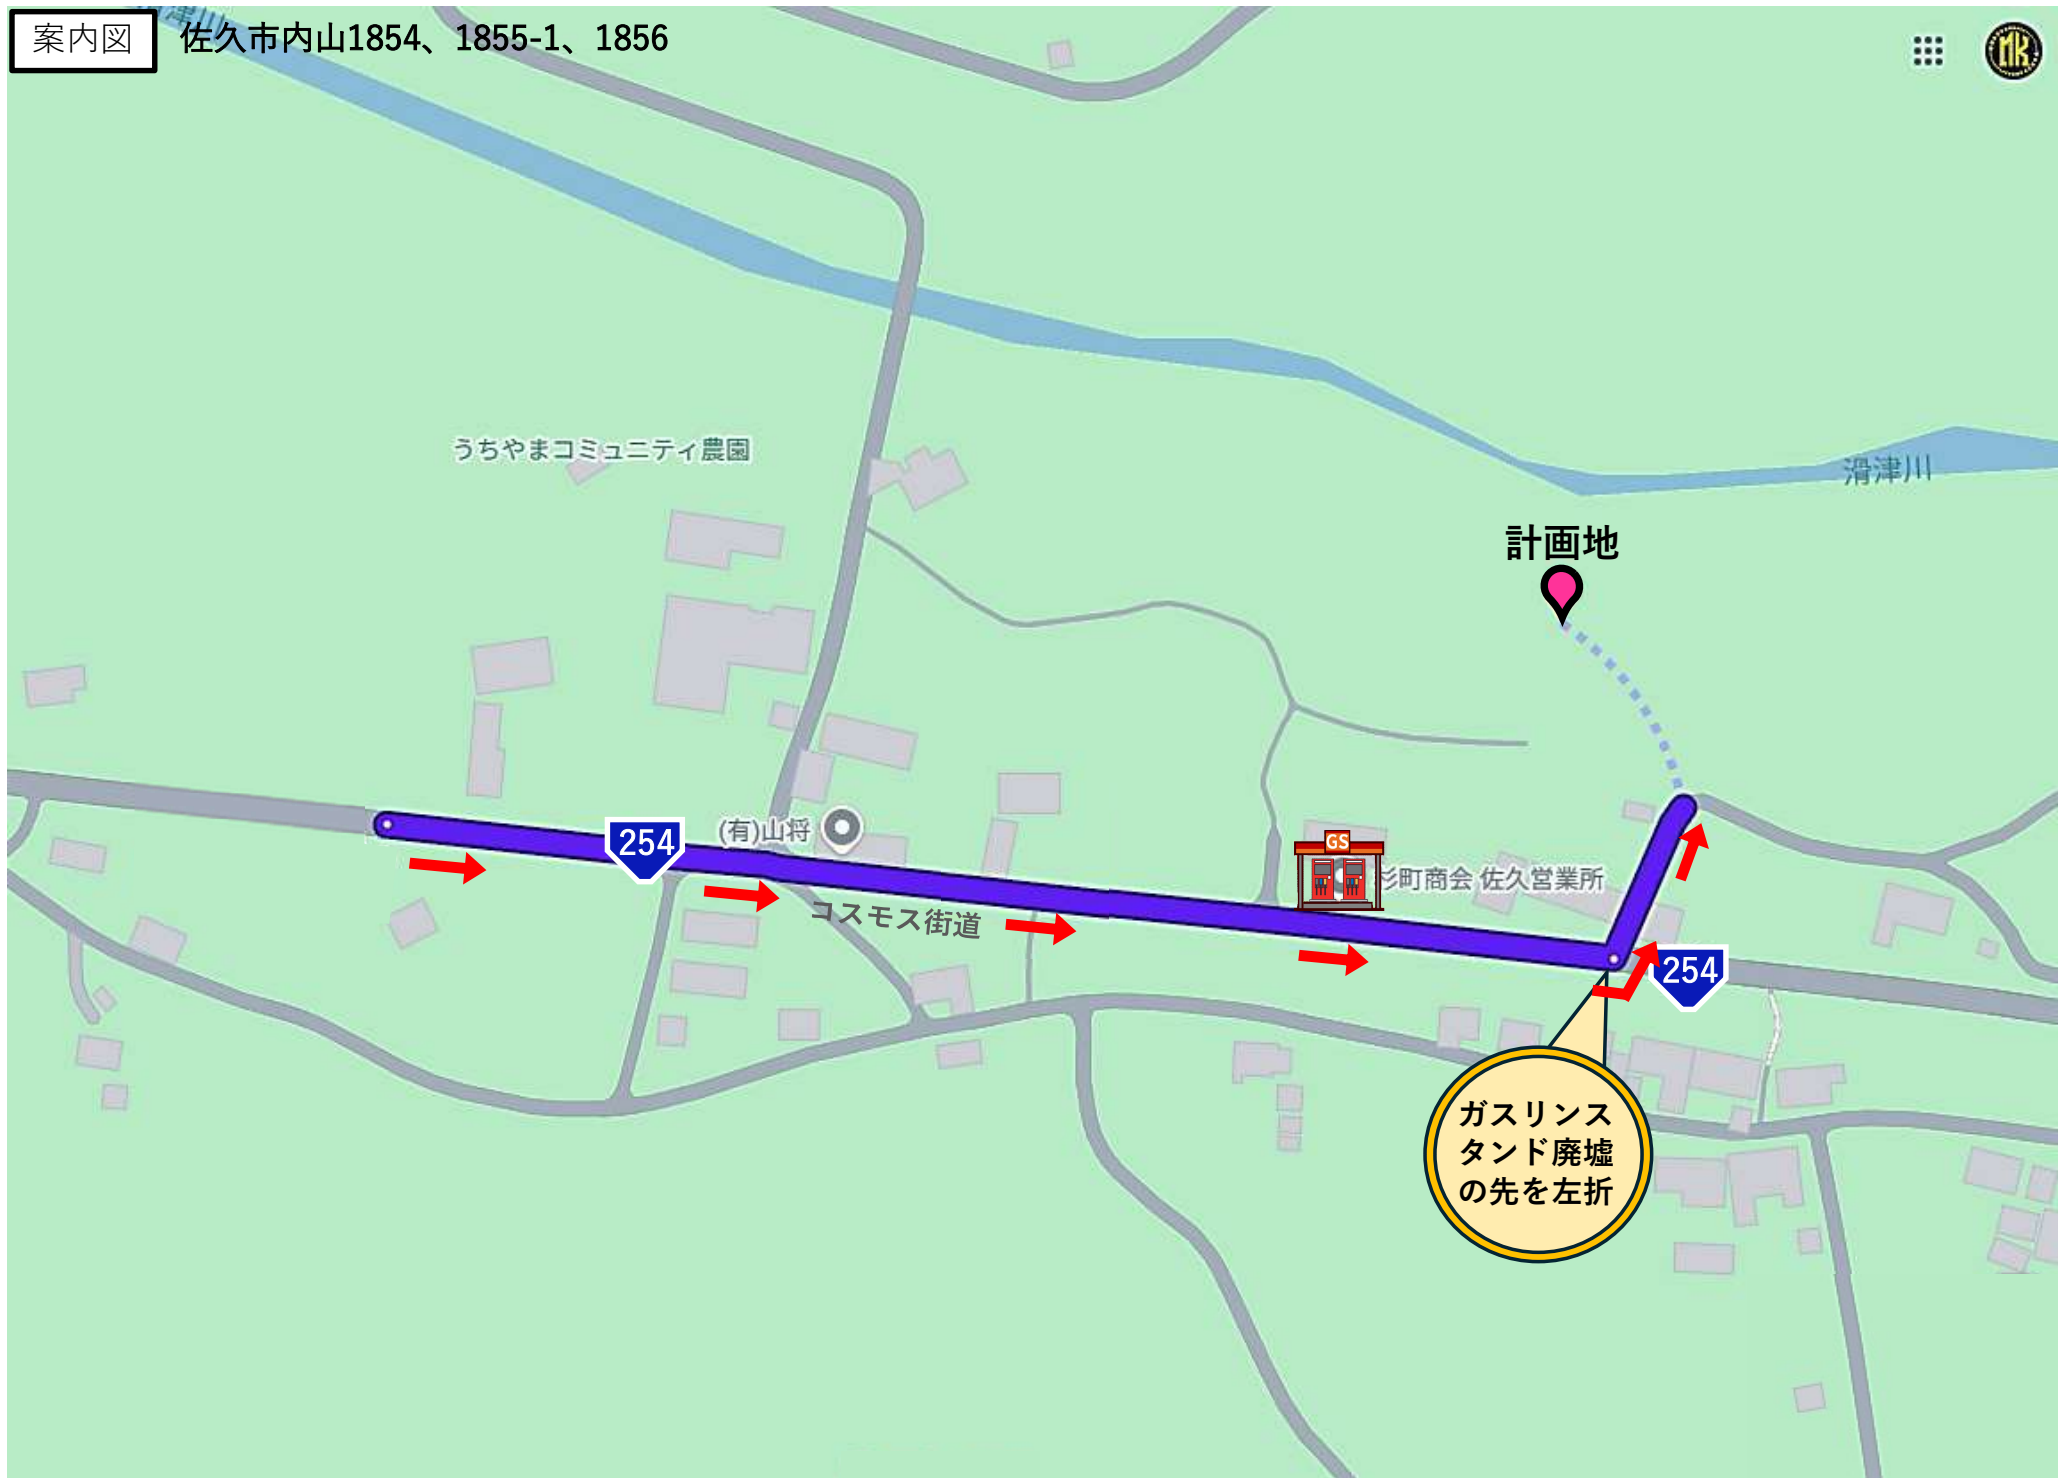 案内図
佐久市内山1854、1855-1、1856
MK
うちやまコミュニティ農園
滑津川
計画地
254
(有)山将
コスモス街道
GS
杉町商会 佐久営業所
254
ガスリンス
タンド廃墟
の先を左折